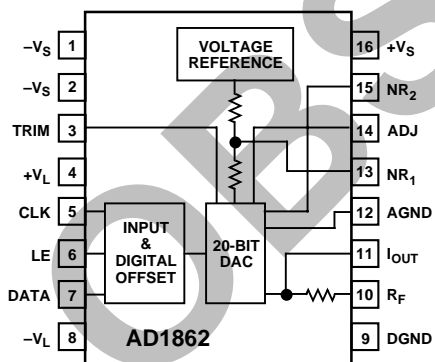 –VS 1
–VS 2
TRIM 3
+VL 4
CLK 5
LE 6
DATA 7
–VL 8
VOLTAGE
REFERENCE
INPUT
&
DIGITAL
OFFSET
20-BIT
DAC
AD1862
16 +VS
15 NR2
14 ADJ
13 NR1
12 AGND
11 IOUT
10 RF
9 DGND
OBS